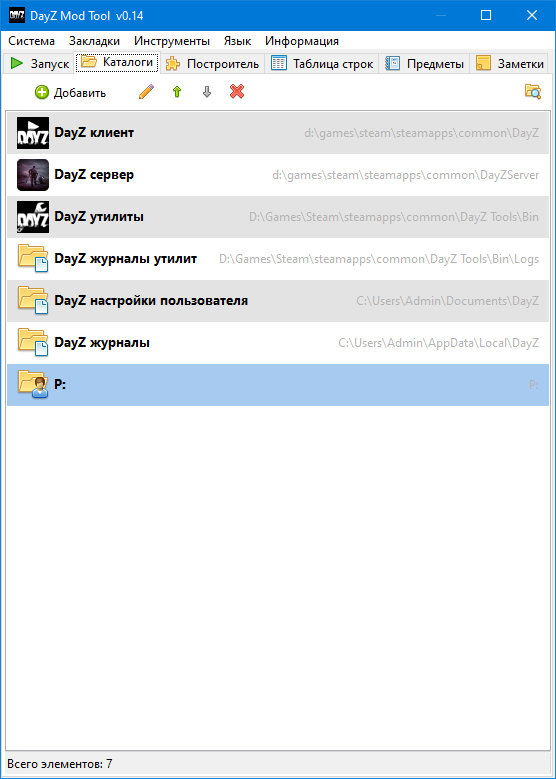 DayZ Mod Tool v0.14
Система Закладки Инструменты Язык Информация
Запуск Каталоги Построитель Таблица строк Предметы Заметки
Добавить
DayZ клиент d:\games\steam\steamapps\common\DayZ
DayZ сервер d:\games\steam\steamapps\common\DayZServer
DayZ утилиты D:\Games\Steam\steamapps\common\DayZ Tools\Bin
DayZ журналы утилит D:\Games\Steam\steamapps\common\DayZ Tools\Bin\Logs
DayZ настройки пользователя C:\Users\Admin\Documents\DayZ
DayZ журналы C:\Users\Admin\AppData\Local\DayZ
P: P:
Всего элементов: 7